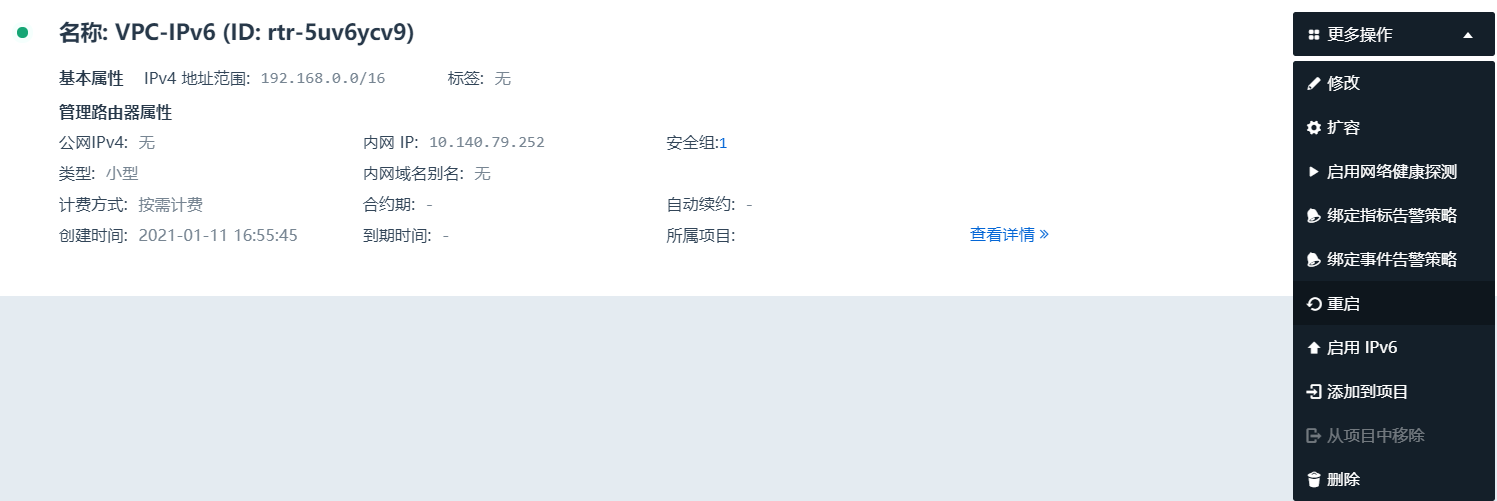 名称: VPC-IPv6 (ID: rtr-5uv6ycv9)
基本属性 IPv4 地址范围: 192.168.0.0/16 标签: 无
管理路由器属性
公网IPv4: 无 内网 IP: 10.140.79.252 安全组:1
类型: 小型 内网域名别名: 无
计费方式: 按需计费 合约期: - 自动续约: -
创建时间: 2021-01-11 16:55:45 到期时间: - 所属项目: 查看详情 »
更多操作
修改
扩容
启用网络健康探测
绑定指标告警策略
绑定事件告警策略
重启
启用 IPv6
添加到项目
从项目中移除
删除